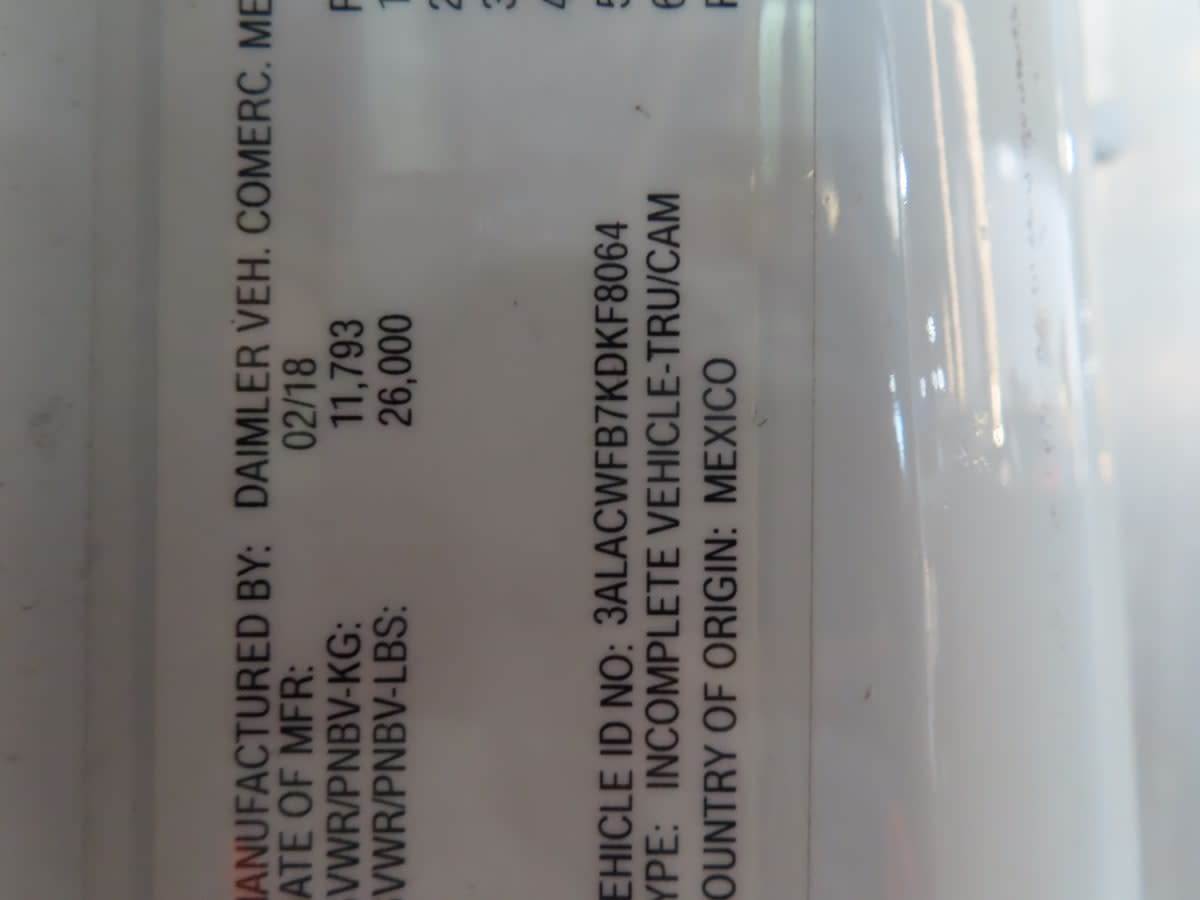 MANUFACTURED BY: DAIMLER VEH. COMERC. ME
ATE OF MFR: 02/18
VWR/PNBV-KG: 11,793
VWR/PNBV-LBS: 26,000
EHICLE ID NO: 3ALACWFB7KDKF8064
YPE: INCOMPLETE VEHICLE-TRU/CAM
OUNTRY OF ORIGIN: MEXICO